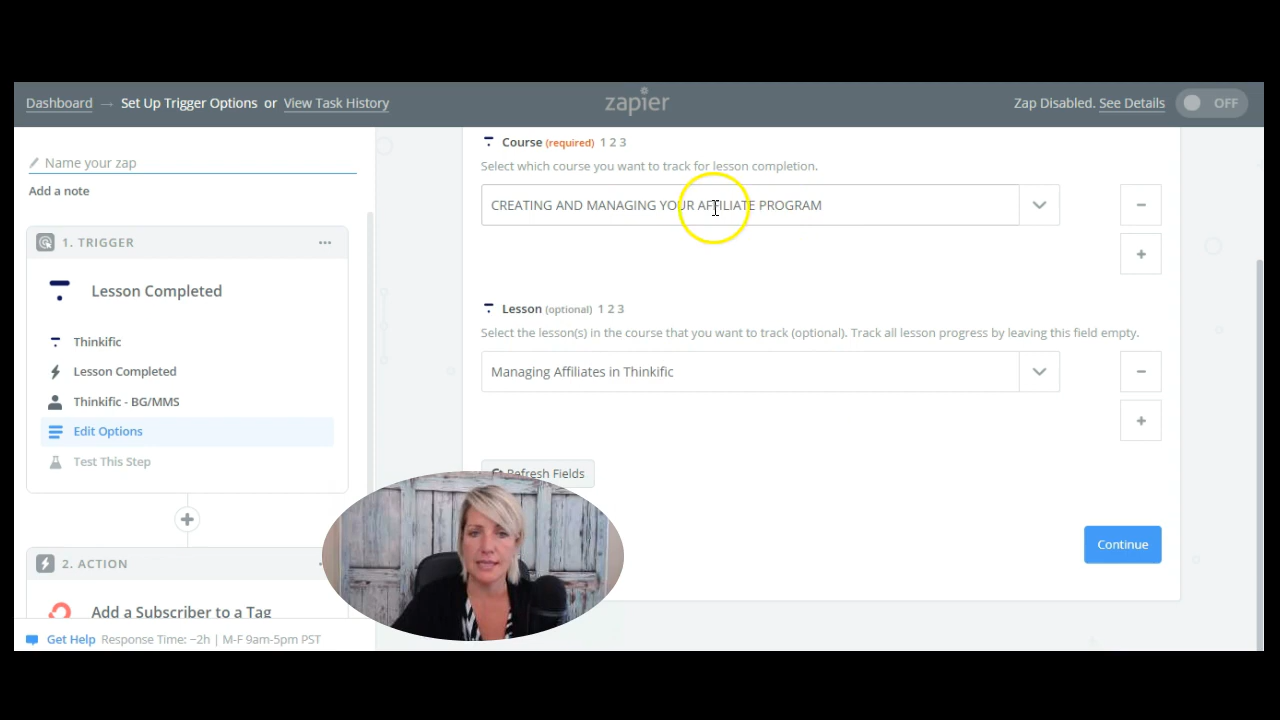 Dashboard → Set Up Trigger Options or View Task History
zapier
Zap Disabled. See Details OFF
Name your zap
Add a note
1. TRIGGER
Lesson Completed
Thinkific
Lesson Completed
Thinkific - BG/MMS
Edit Options
Test This Step
2. ACTION
Add a Subscriber to a Tag
Get Help Response Time: ~2h | M-F 9am-5pm PST
Course (required) 1 2 3
Select which course you want to track for lesson completion.
CREATING AND MANAGING YOUR AFFILIATE PROGRAM
Lesson (optional) 1 2 3
Select the lesson(s) in the course that you want to track (optional). Track all lesson progress by leaving this field empty.
Managing Affiliates in Thinkific
Refresh Fields
Continue